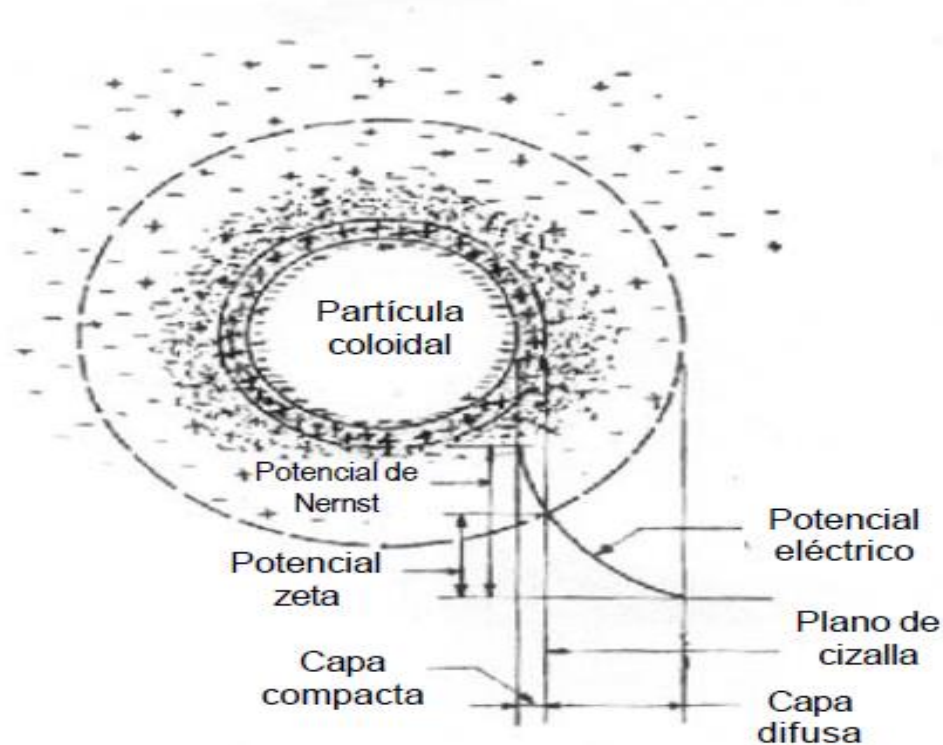 Partícula
coloidal
Potencial de
Nernst
Potencial
zeta
Potencial
eléctrico
Plano de
cizalla
Capa
compacta
Capa
difusa